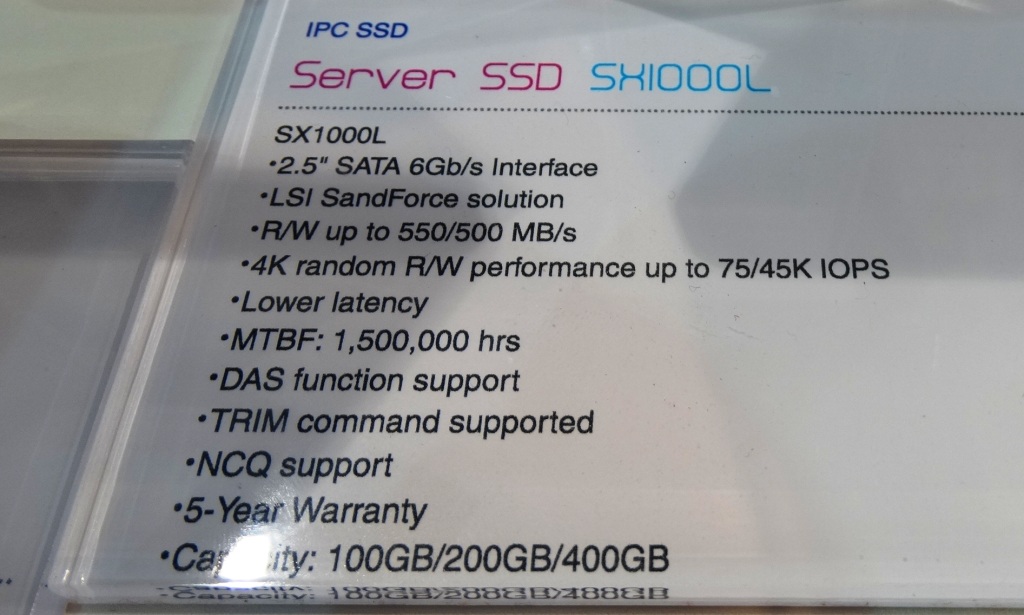 IPC SSD
Server SSD SX1000L
SX1000L
•2.5" SATA 6Gb/s Interface
•LSI SandForce solution
•R/W up to 550/500 MB/s
•4K random R/W performance up to 75/45K IOPS
•Lower latency
•MTBF: 1,500,000 hrs
•DAS function support
•TRIM command supported
•NCQ support
•5-Year Warranty
•Capacity: 100GB/200GB/400GB